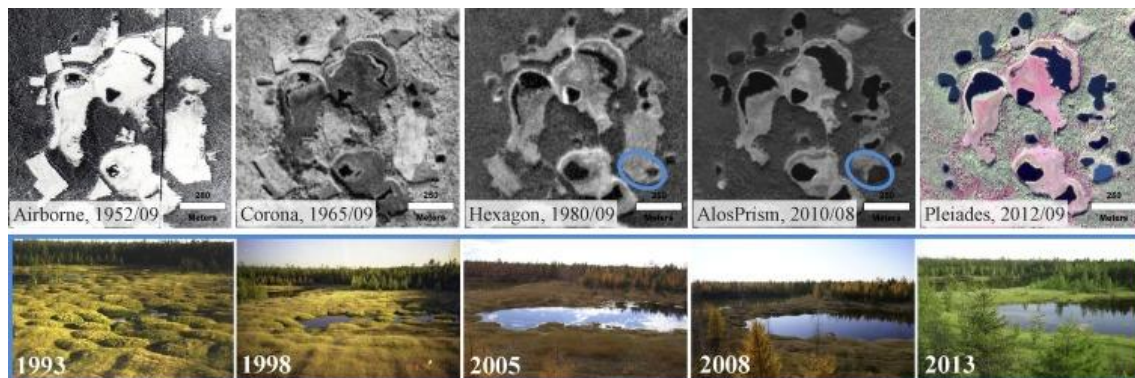 250
Airborne, 1952/09
Meters
250
Corona, 1965/09
Meters
250
Hexagon, 1980/09
Meters
250
AlosPrism, 2010/08
Meters
250
Pleiades, 2012/09
Meters
1993
1998
2005
2008
2013